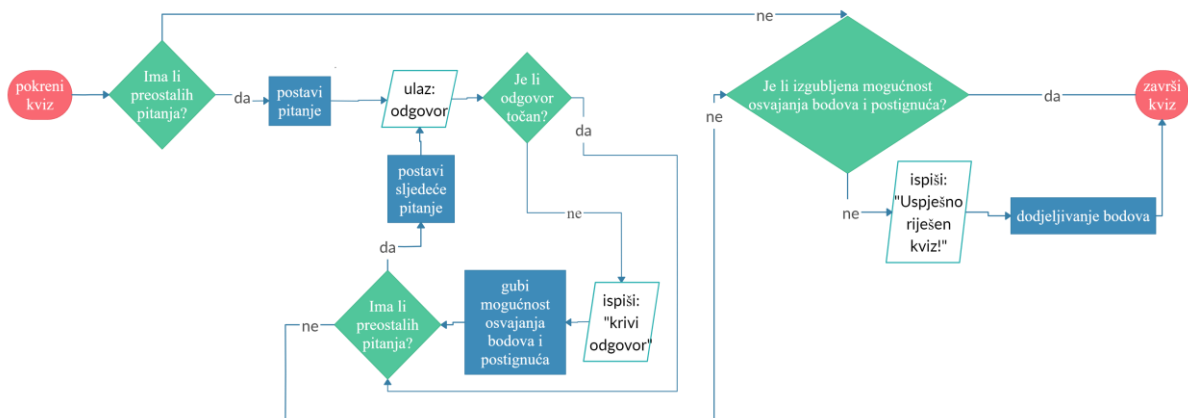 pokreni
kviz
Ima li
preostalih
pitanja?
ne
da
postavi
pitanje
ulaz:
odgovor
Je li
odgovor
točan?
da
ne
ispiši:
"krivi
odgovor"
gubi
mogućnost
osvajanja
bodova i
postignuća
Ima li
preostalih
pitanja?
da
postavi
sljedeće
pitanje
ne
ne
Je li izgubljena mogućnost
osvajanja bodova i postignuća?
da
ne
ispiši:
"Uspješno
riješen
kviz!"
dodjeljivanje bodova
završi
kviz